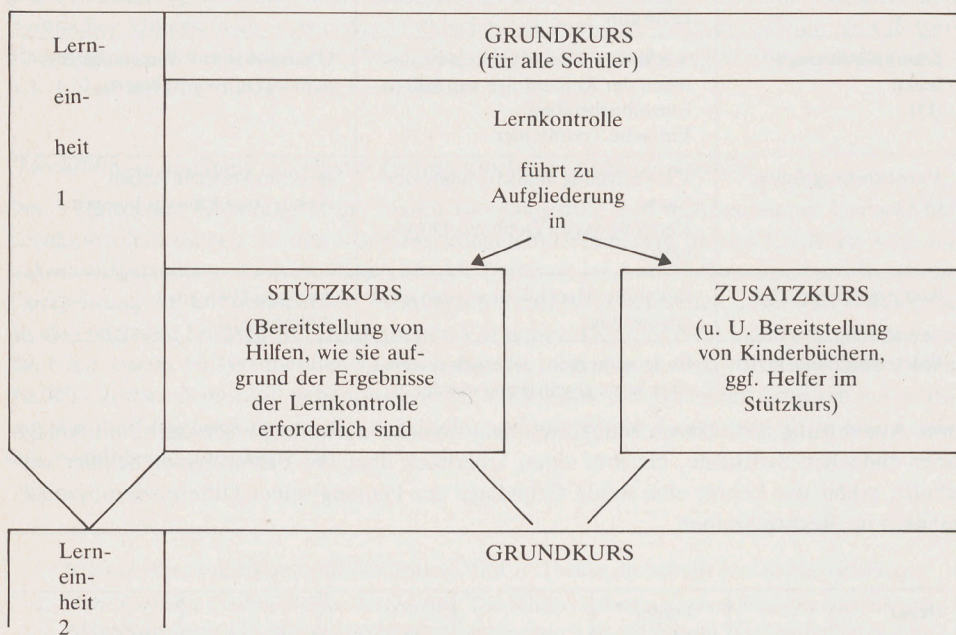 Lern-
ein-
heit
1
GRUNDKURS
(für alle Schüler)
Lernkontrolle
führt zu
Aufgliederung
in
STÜTZKURS
(Bereitstellung von
Hilfen, wie sie auf-
grund der Ergebnisse
der Lernkontrolle
erforderlich sind
ZUSATZKURS
(u. U. Bereitstellung
von Kinderbüchern,
ggf. Helfer im
Stützkurs)
Lern-
ein-
heit
2
GRUNDKURS